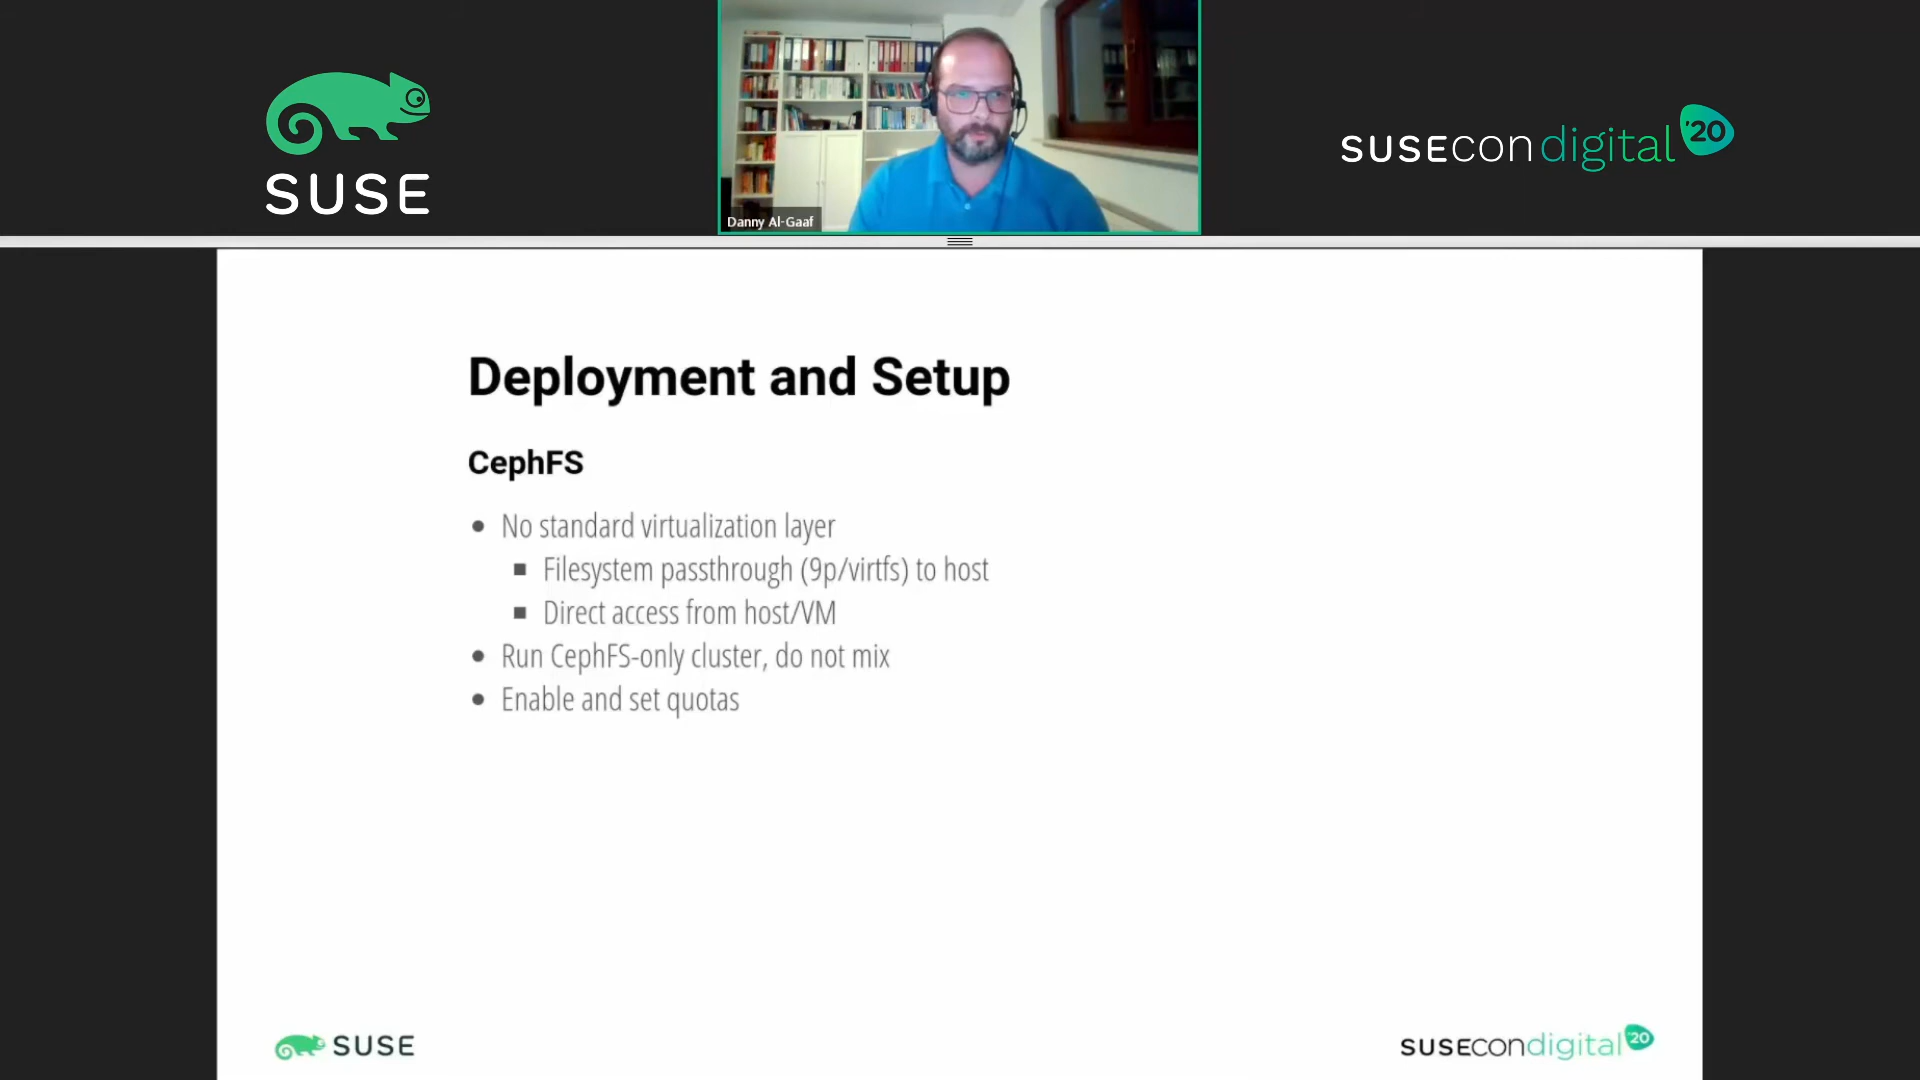 SUSE
Danny Al-Gaaf
SUSEcon digital '20
Deployment and Setup
CephFS
No standard virtualization layer
Filesystem passthrough (9p/virtfs) to host
Direct access from host/VM
Run CephFS-only cluster, do not mix
Enable and set quotas
SUSE
SUSEcondigital '20